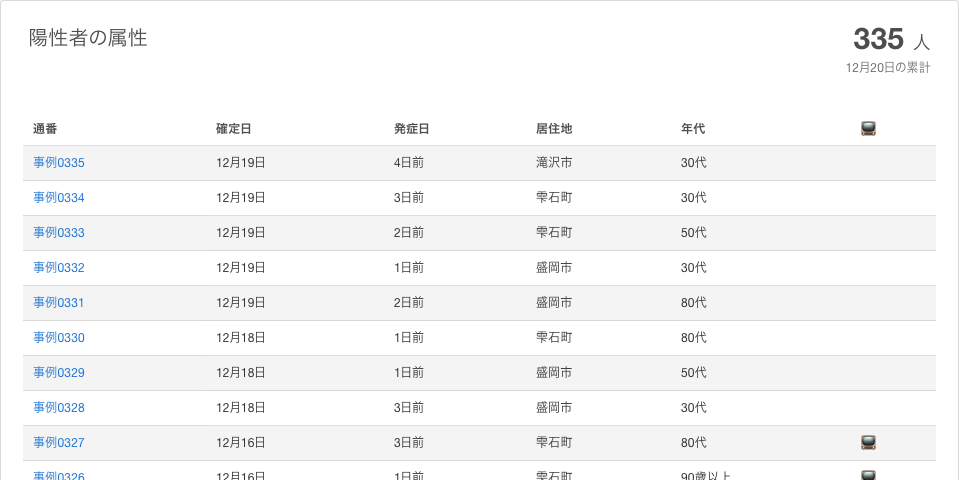 陽性者の属性
335 人
12月20日の累計
通番 確定日 発症日 居住地 年代
事例0335 12月19日 4日前 滝沢市 30代
事例0334 12月19日 3日前 雫石町 30代
事例0333 12月19日 2日前 雫石町 50代
事例0332 12月19日 1日前 盛岡市 30代
事例0331 12月19日 2日前 盛岡市 80代
事例0330 12月18日 1日前 雫石町 80代
事例0329 12月18日 1日前 盛岡市 50代
事例0328 12月18日 3日前 盛岡市 30代
事例0327 12月16日 3日前 雫石町 80代
事例0326 12月16日 1日前 雫石町 90歳以上